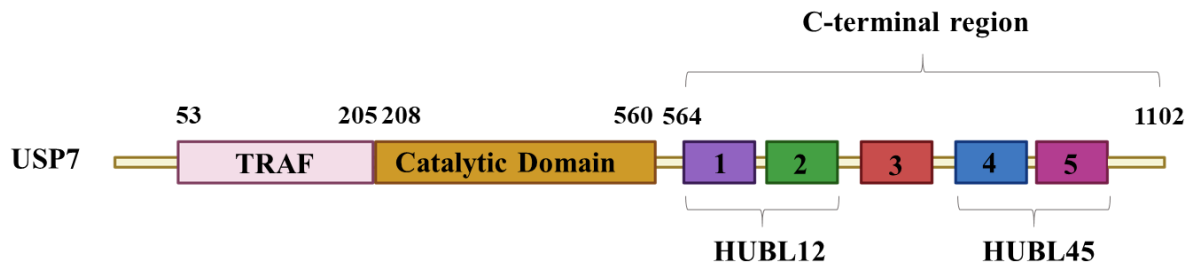 C-terminal region
53 205 208 560 564 1102
USP7 TRAF Catalytic Domain 1 2 3 4 5
HUBL12 HUBL45